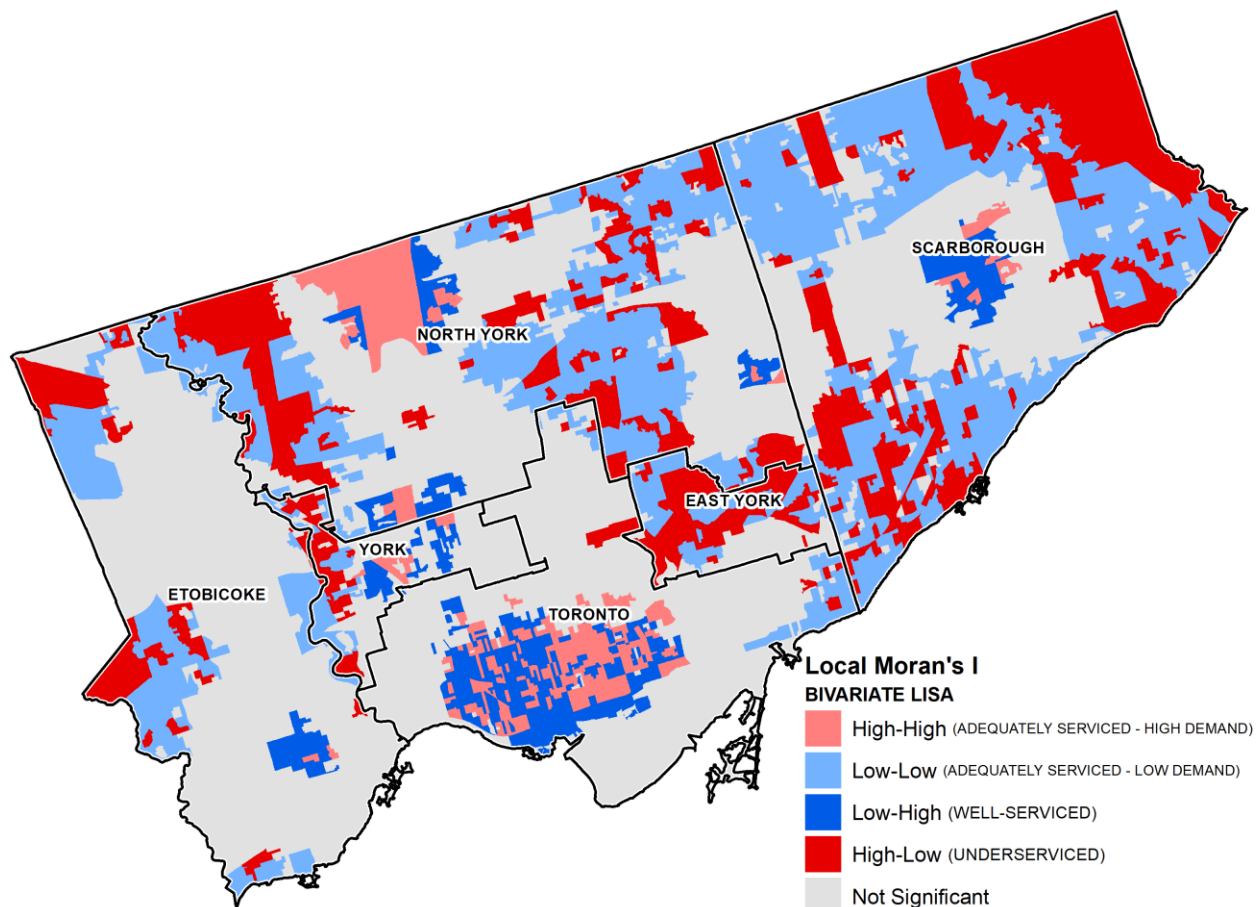 SCARBOROUGH
NORTH YORK
EAST YORK
YORK
ETOBICOKE
TORONTO
Local Moran's I
BIVARIATE LISA
High-High (ADEQUATELY SERVICED - HIGH DEMAND)
Low-Low (ADEQUATELY SERVICED - LOW DEMAND)
Low-High (WELL-SERVICED)
High-Low (UNDERSERVICED)
Not Significant